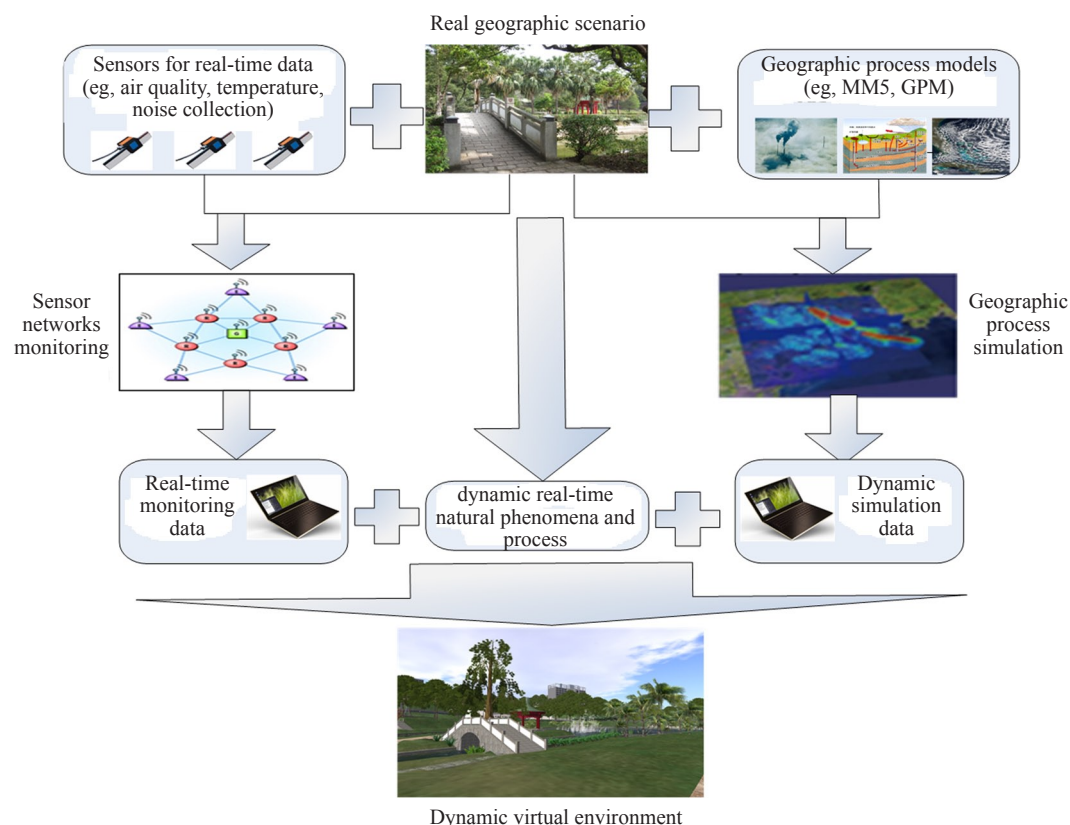 Real geographic scenario
Sensors for real-time data
(eg, air quality, temperature,
noise collection)
Geographic process models
(eg, MM5, GPM)
Sensor
networks
monitoring
Geographic
process
simulation
Real-time
monitoring
data
dynamic real-time
natural phenomena and
process
Dynamic
simulation
data
Dynamic virtual environment